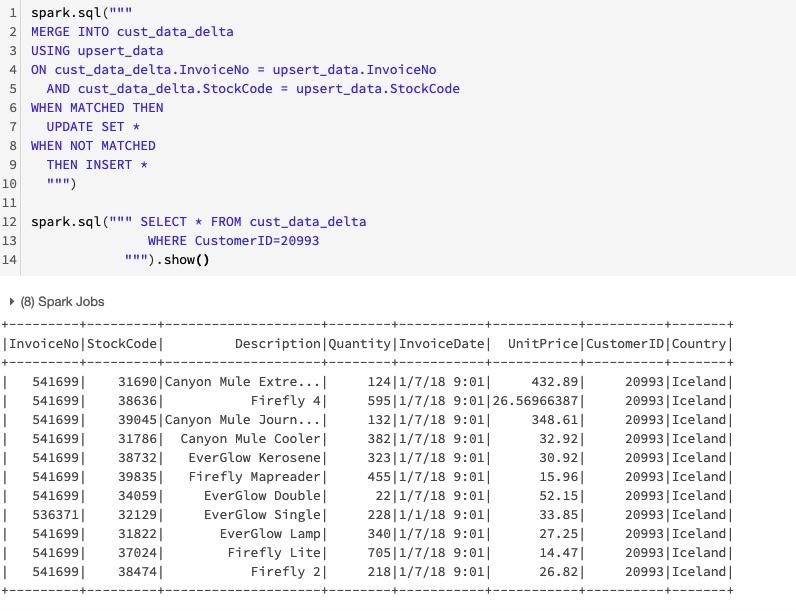 1 spark.sql("""
2 MERGE INTO cust_data_delta
3 USING upsert_data
4 ON cust_data_delta.InvoiceNo = upsert_data.InvoiceNo
5   AND cust_data_delta.StockCode = upsert_data.StockCode
6 WHEN MATCHED THEN
7   UPDATE SET *
8 WHEN NOT MATCHED
9   THEN INSERT *
10   """)
11
12 spark.sql(""" SELECT * FROM cust_data_delta
13                WHERE CustomerID=20993
14             """).show()
(8) Spark Jobs
+---------+---------+--------------------+--------+-----------+-----------+----------+-------+
|InvoiceNo|StockCode|         Description|Quantity|InvoiceDate|  UnitPrice|CustomerID|Country|
+---------+---------+--------------------+--------+-----------+-----------+----------+-------+
|   541699|    31690|Canyon Mule Extre...|     124|1/7/18 9:01|     432.89|     20993|Iceland|
|   541699|    38636|           Firefly 4|     595|1/7/18 9:01|26.56966387|     20993|Iceland|
|   541699|    39045|Canyon Mule Journ...|     132|1/7/18 9:01|     348.61|     20993|Iceland|
|   541699|    31786|  Canyon Mule Cooler|     382|1/7/18 9:01|      32.92|     20993|Iceland|
|   541699|    38732|   EverGlow Kerosene|     323|1/7/18 9:01|      30.92|     20993|Iceland|
|   541699|    39835|   Firefly Mapreader|     455|1/7/18 9:01|      15.96|     20993|Iceland|
|   541699|    34059|     EverGlow Double|      22|1/7/18 9:01|      52.15|     20993|Iceland|
|   536371|    32129|     EverGlow Single|     228|1/1/18 9:01|      33.85|     20993|Iceland|
|   541699|    31822|       EverGlow Lamp|     340|1/7/18 9:01|      27.25|     20993|Iceland|
|   541699|    37024|        Firefly Lite|     705|1/7/18 9:01|      14.47|     20993|Iceland|
|   541699|    38474|           Firefly 2|     218|1/7/18 9:01|      26.82|     20993|Iceland|
+---------+---------+--------------------+--------+-----------+-----------+----------+-------+